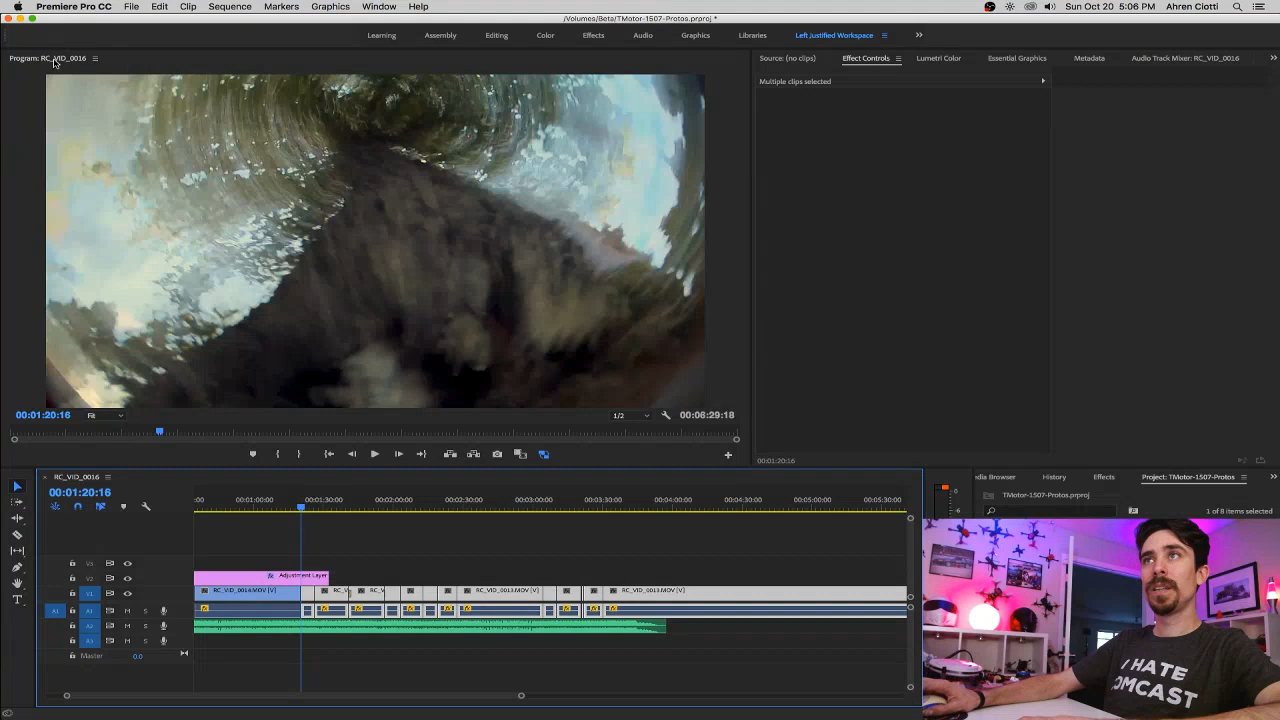 Premiere Pro CC File Edit Clip Sequence Markers Graphics Window Help Sun Oct 20 5:06 PM Ahren Ciotti
/Volumes/Beta/TMotor-1507-Protos.prproj *
Learning Assembly Editing Color Effects Audio Graphics Libraries Left Justified Workspace
Program: RC_VID_0016 Source: (no clips) Effect Controls Lumetri Color Essential Graphics Metadata Audio Track Mixer: RC_VID_0016
Multiple clips selected
00:01:20:16 Fit 1/2 00:06:29:18
00:01:20:16
RC_VID_0016 dia Browser History Effects Project: TMotor-1507-Protos
00:01:20:16 :00 00:01:00:00 00:01:30:00 00:02:00:00 00:02:30:00 00:03:00:00 00:03:30:00 00:04:00:00 00:04:30:00 00:05:00:00 00:05:30:00 0 TMotor-1507-Protos.prproj
-6 1 of 8 items selected
V3
V2 fx Adjustment Layer
V1 RC_VID_0014.MOV [V] RC_V RC_V RC_VID_0013.MOV [V] RC_VID_0013.MOV [V]
A1 A1 M S
A2 M S
A3 M S
Master 0.0
I HATE
COMCAST